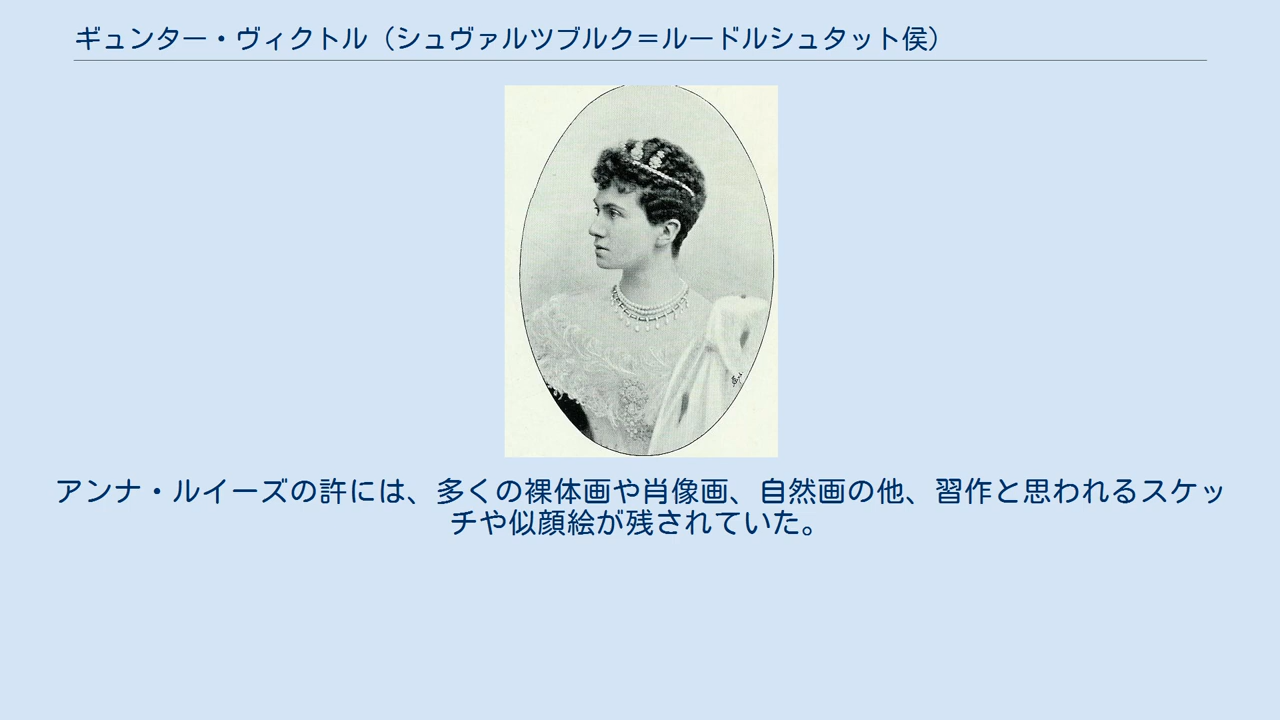 ギュンター・ヴィクトル（シュヴァルツブルク＝ルードルシュタット侯）
アンナ・ルイーズの許には、多くの裸体画や肖像画、自然画の他、習作と思われるスケッ
チや似顔絵が残されていた。